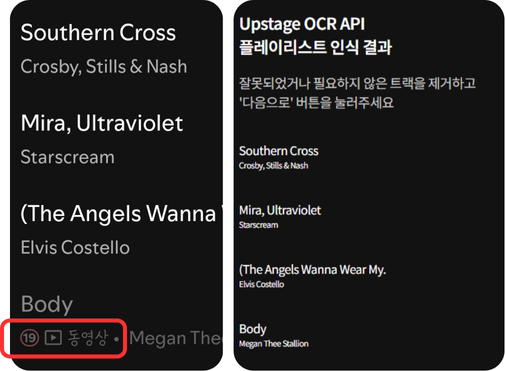 Southern Cross
Crosby, Stills & Nash
Mira, Ultraviolet
Starscream
(The Angels Wanna
Elvis Costello
Body
19 동영상 • Megan Thee
Upstage OCR API
플레이리스트 인식 결과
잘못되었거나 필요하지 않은 트랙을 제거하고
'다음으로' 버튼을 눌러주세요
Southern Cross
Crosby, Stills & Nash
Mira, Ultraviolet
Starscream
(The Angels Wanna Wear My.
Elvis Costello
Body
Megan Thee Stallion